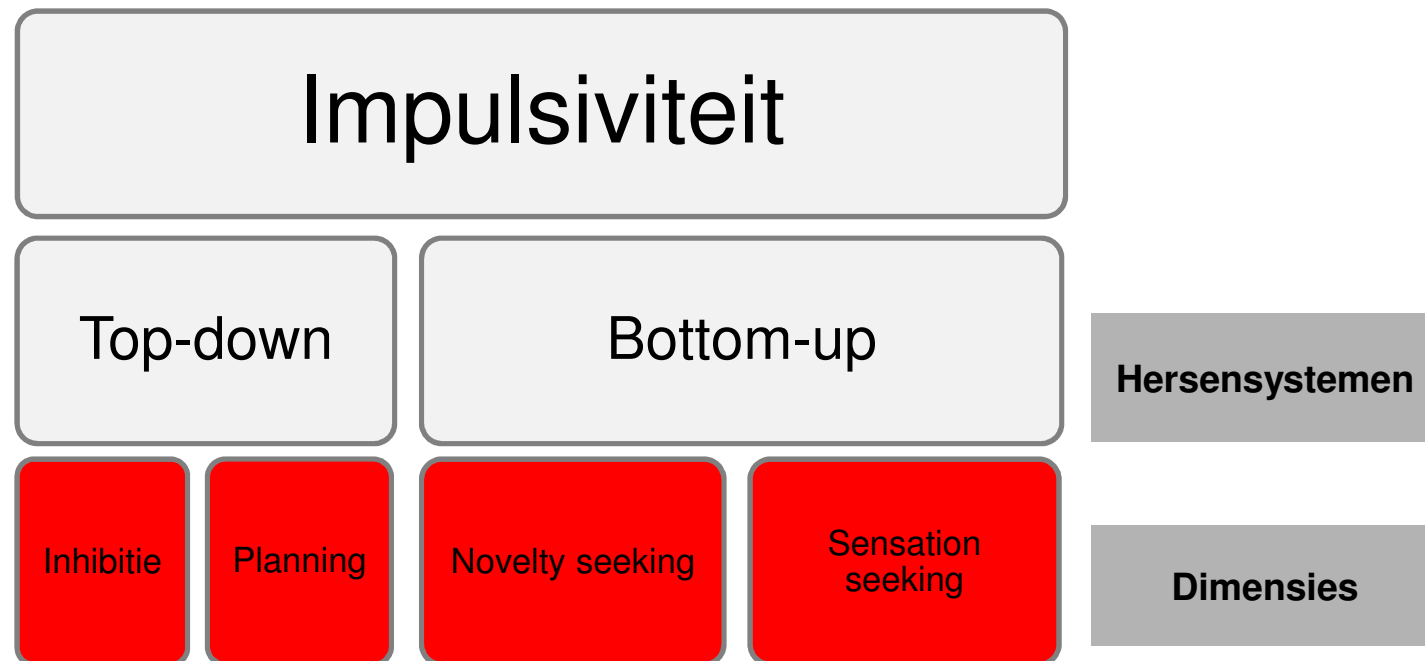 Impulsiviteit
Top-down
Bottom-up
Hersensystemen
Inhibitie
Planning
Novelty seeking
Sensation
seeking
Dimensies